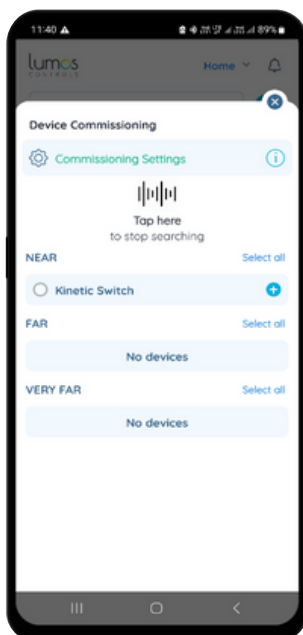 11:40
89%
lumos
CONTROLS
Home
Device Commissioning
Commissioning Settings
Tap here
to stop searching
NEAR
Select all
Kinetic Switch
FAR
Select all
No devices
VERY FAR
Select all
No devices